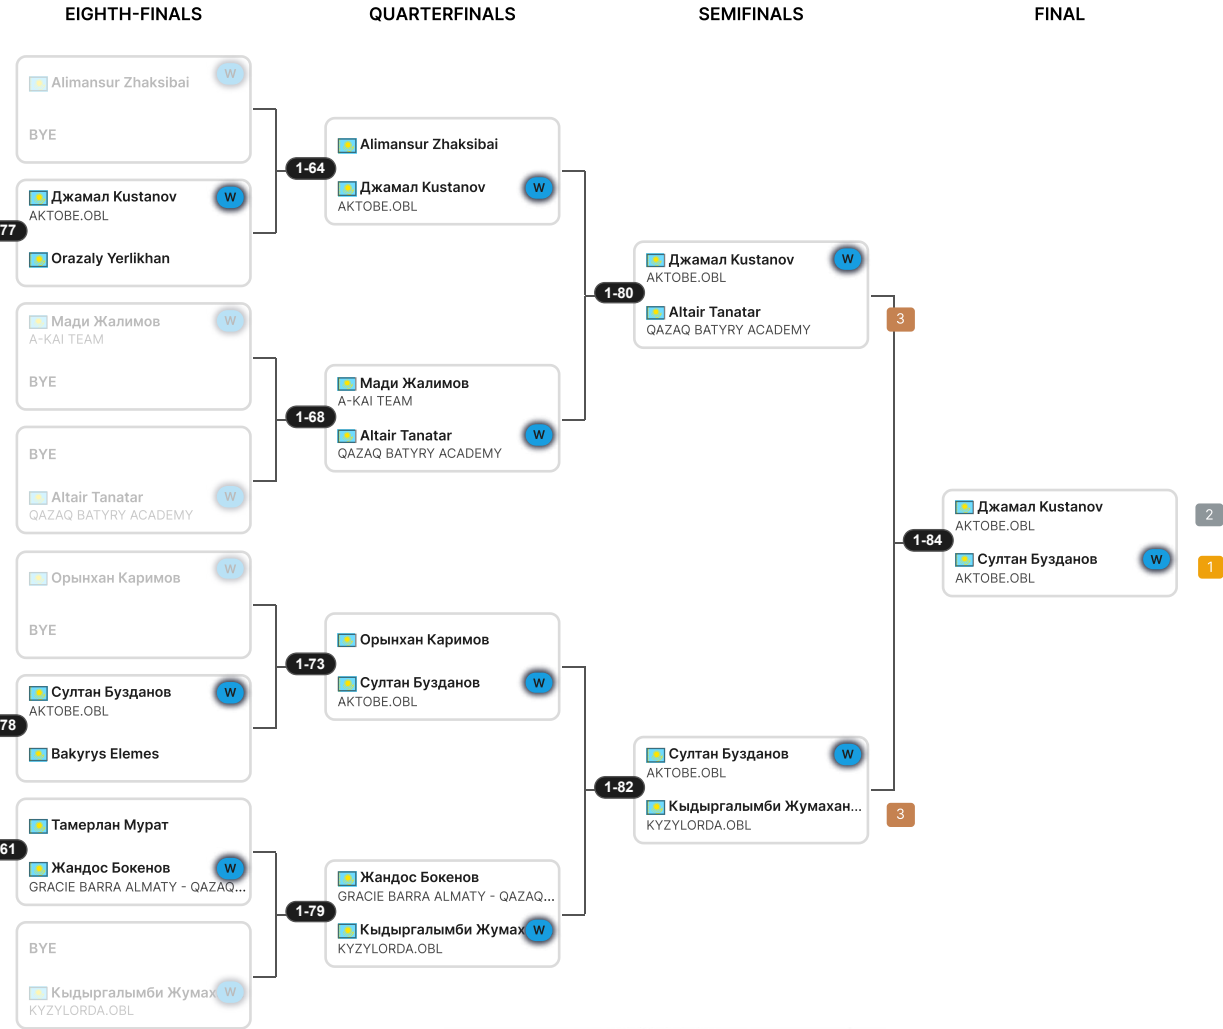 EIGHTH-FINALS
QUARTERFINALS
SEMIFINALS
FINAL
Alimansur Zhaksibai
W
BYE
77
Джамал Kustanov
W
AKTOBE.OBL
Orazaly Yerlikhan
Мади Жалимов
W
A-KAI TEAM
BYE
BYE
Altair Tanatar
W
QAZAQ BATYRY ACADEMY
Орынхан Каримов
W
BYE
78
Султан Бузданов
W
AKTOBE.OBL
Bakyrys Elemes
61
Тамерлан Мурат
Жандос Бокенов
W
GRACIE BARRA ALMATY - QAZAQ...
BYE
Кыдыргалымби Жумах
W
KYZYLORDA.OBL
1-64
Alimansur Zhaksibai
Джамал Kustanov
W
AKTOBE.OBL
1-68
Мади Жалимов
A-KAI TEAM
Altair Tanatar
W
QAZAQ BATYRY ACADEMY
1-73
Орынхан Каримов
Султан Бузданов
W
AKTOBE.OBL
1-79
Жандос Бокенов
GRACIE BARRA ALMATY - QAZAQ...
Кыдыргалымби Жумах
W
KYZYLORDA.OBL
1-80
Джамал Kustanov
W
AKTOBE.OBL
Altair Tanatar
QAZAQ BATYRY ACADEMY
3
1-82
Султан Бузданов
W
AKTOBE.OBL
Кыдыргалымби Жумахан...
KYZYLORDA.OBL
3
1-84
Джамал Kustanov
AKTOBE.OBL
2
Султан Бузданов
W
AKTOBE.OBL
1